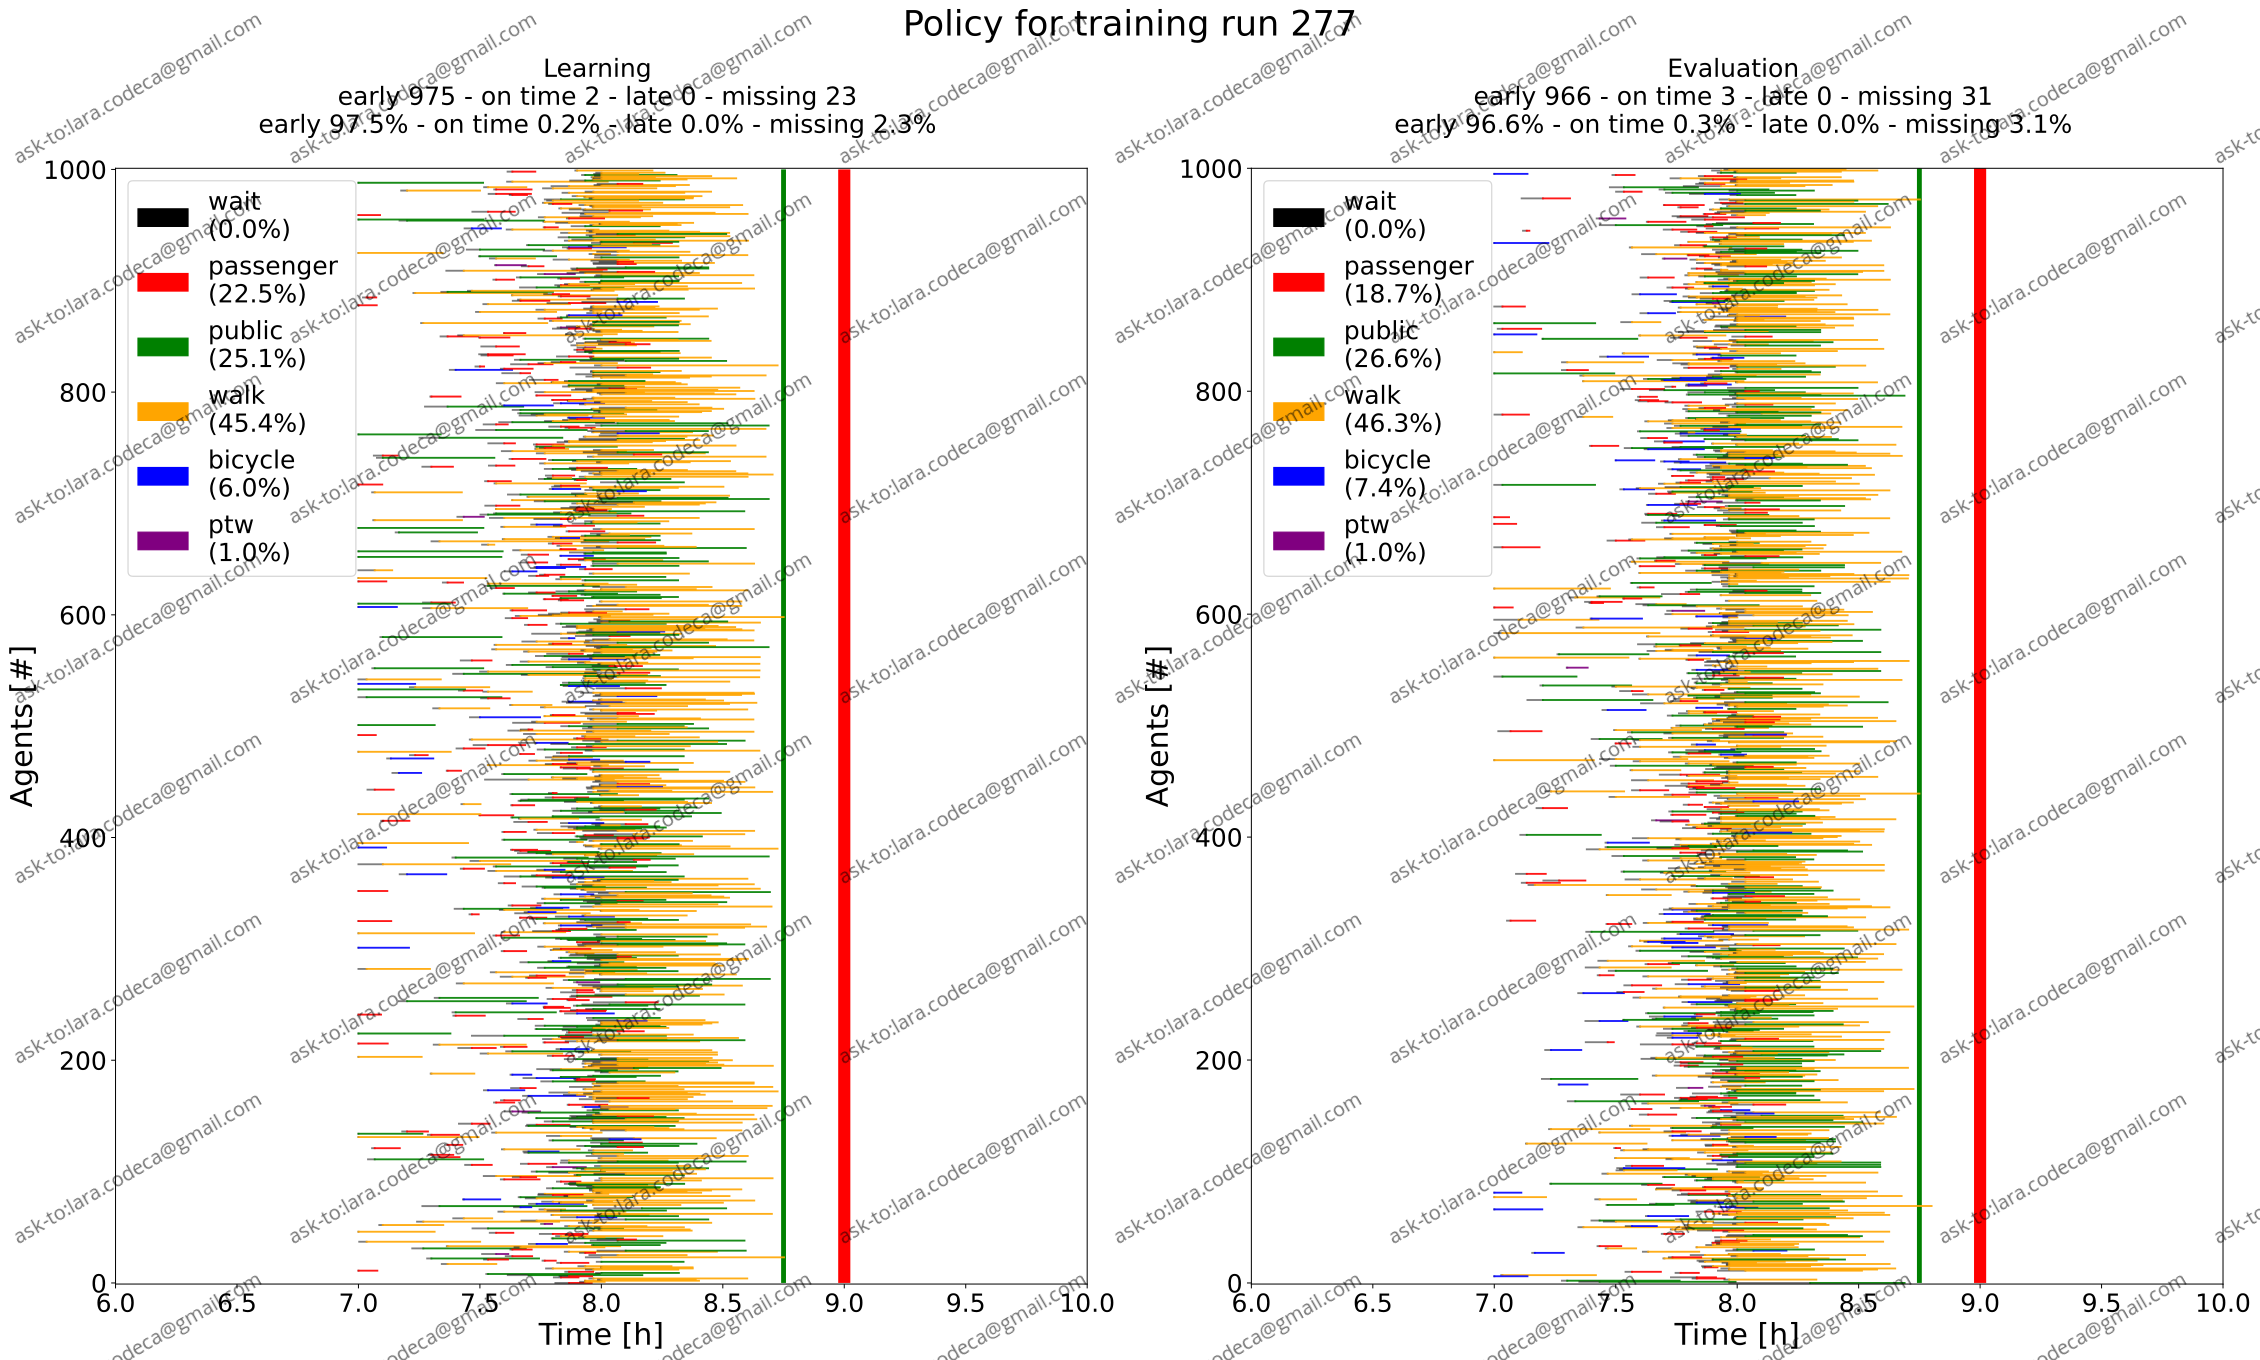 Policy for training run 277
Learning
early 975 - on time 2 - late 0 - missing 23
early 97.5% - on time 0.2% - late 0.0% - missing 2.3%
1000
800
600
400
200
0
Agents [#]
wait
(0.0%)
passenger
(22.5%)
public
(25.1%)
walk
(45.4%)
bicycle
(6.0%)
ptw
(1.0%)
6.0 6.5 7.0 7.5 8.0 8.5 9.0 9.5 10.0
Time [h]
Evaluation
early 966 - on time 3 - late 0 - missing 31
early 96.6% - on time 0.3% - late 0.0% - missing 3.1%
1000
800
600
400
200
0
Agents [#]
wait
(0.0%)
passenger
(18.7%)
public
(26.6%)
walk
(46.3%)
bicycle
(7.4%)
ptw
(1.0%)
6.0 6.5 7.0 7.5 8.0 8.5 9.0 9.5 10.0
Time [h]
ask-to:lara.codeca@gmail.com